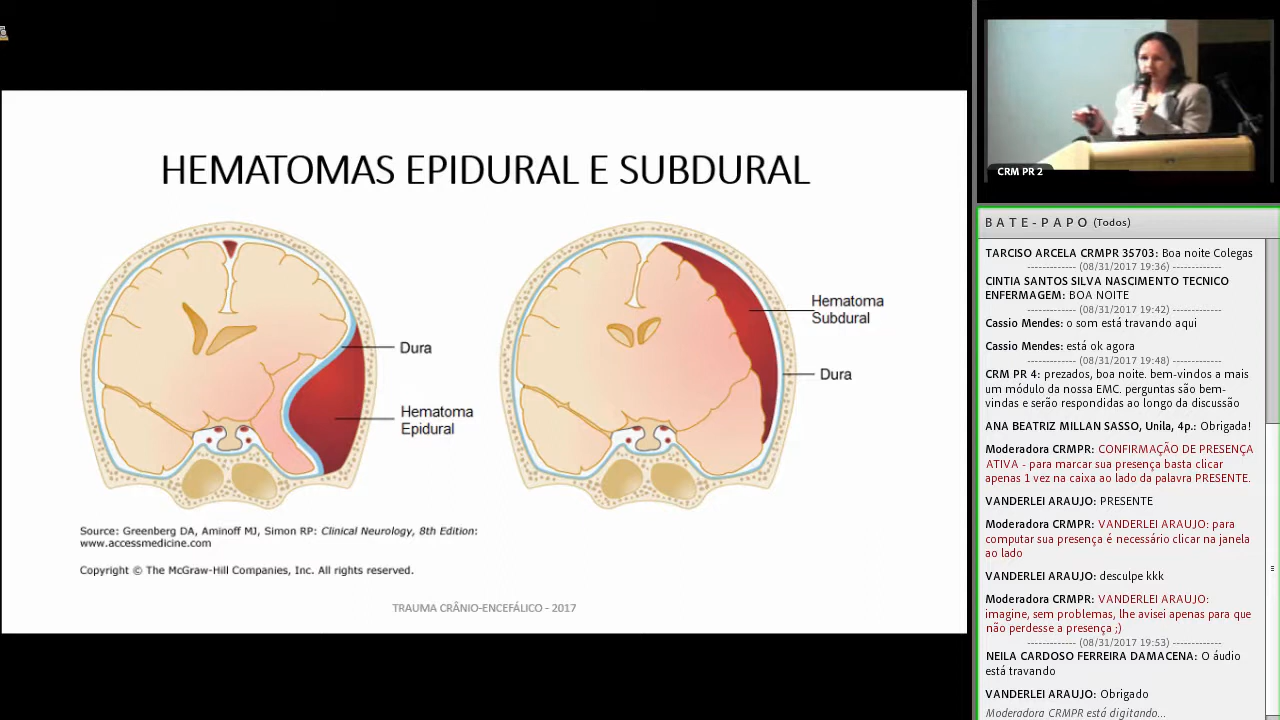 HEMATOMAS EPIDURAL E SUBDURAL
Dura
Hematoma
Epidural
Hematoma
Subdural
Dura
Source: Greenberg DA, Aminoff MJ, Simon RP: Clinical Neurology, 8th Edition:
www.accessmedicine.com
Copyright © The McGraw-Hill Companies, Inc. All rights reserved.
TRAUMA CRÂNIO-ENCEFÁLICO - 2017
CRM PR 2
BATE-PAPO (Todos)
TARCISO ARCELA CRMPR 35703: Boa noite Colegas
------------- (08/31/2017 19:36) -------------
CINTIA SANTOS SILVA NASCIMENTO TECNICO
ENFERMAGEM: BOA NOITE
------------- (08/31/2017 19:42) -------------
Cassio Mendes: o som está travando aqui
Cassio Mendes: está ok agora
------------- (08/31/2017 19:48) -------------
CRM PR 4: prezados, boa noite. bem-vindos a mais
um módulo da nossa EMC. perguntas são bem-
vindas e serão respondidas ao longo da discussão
ANA BEATRIZ MILLAN SASSO, Unila, 4p.: Obrigada!
Moderadora CRMPR: CONFIRMAÇÃO DE PRESENÇA
ATIVA - para marcar sua presença basta clicar
apenas 1 vez na caixa ao lado da palavra PRESENTE.
VANDERLEI ARAUJO: PRESENTE
Moderadora CRMPR: VANDERLEI ARAUJO: para
computar sua presença é necessário clicar na janela
ao lado
VANDERLEI ARAUJO: desculpe kkk
Moderadora CRMPR: VANDERLEI ARAUJO:
imagine, sem problemas, lhe avisei apenas para que
não perdesse a presença ;)
------------- (08/31/2017 19:53) -------------
NEILA CARDOSO FERREIRA DAMACENA: O áudio
está travando
VANDERLEI ARAUJO: Obrigado
Moderadora CRMPR está digitando...